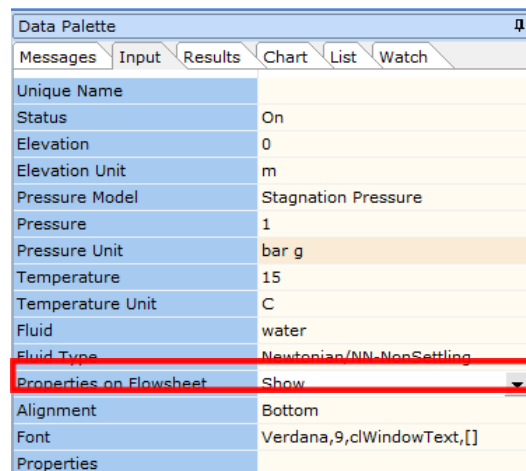 Data Palette
Messages Input Results Chart List Watch
Unique Name
Status On
Elevation 0
Elevation Unit m
Pressure Model Stagnation Pressure
Pressure 1
Pressure Unit bar g
Temperature 15
Temperature Unit C
Fluid water
Fluid Type Newtonian/NN-NonSettling
Properties on Flowsheet Show
Alignment Bottom
Font Verdana,9,clWindowText,[]
Properties